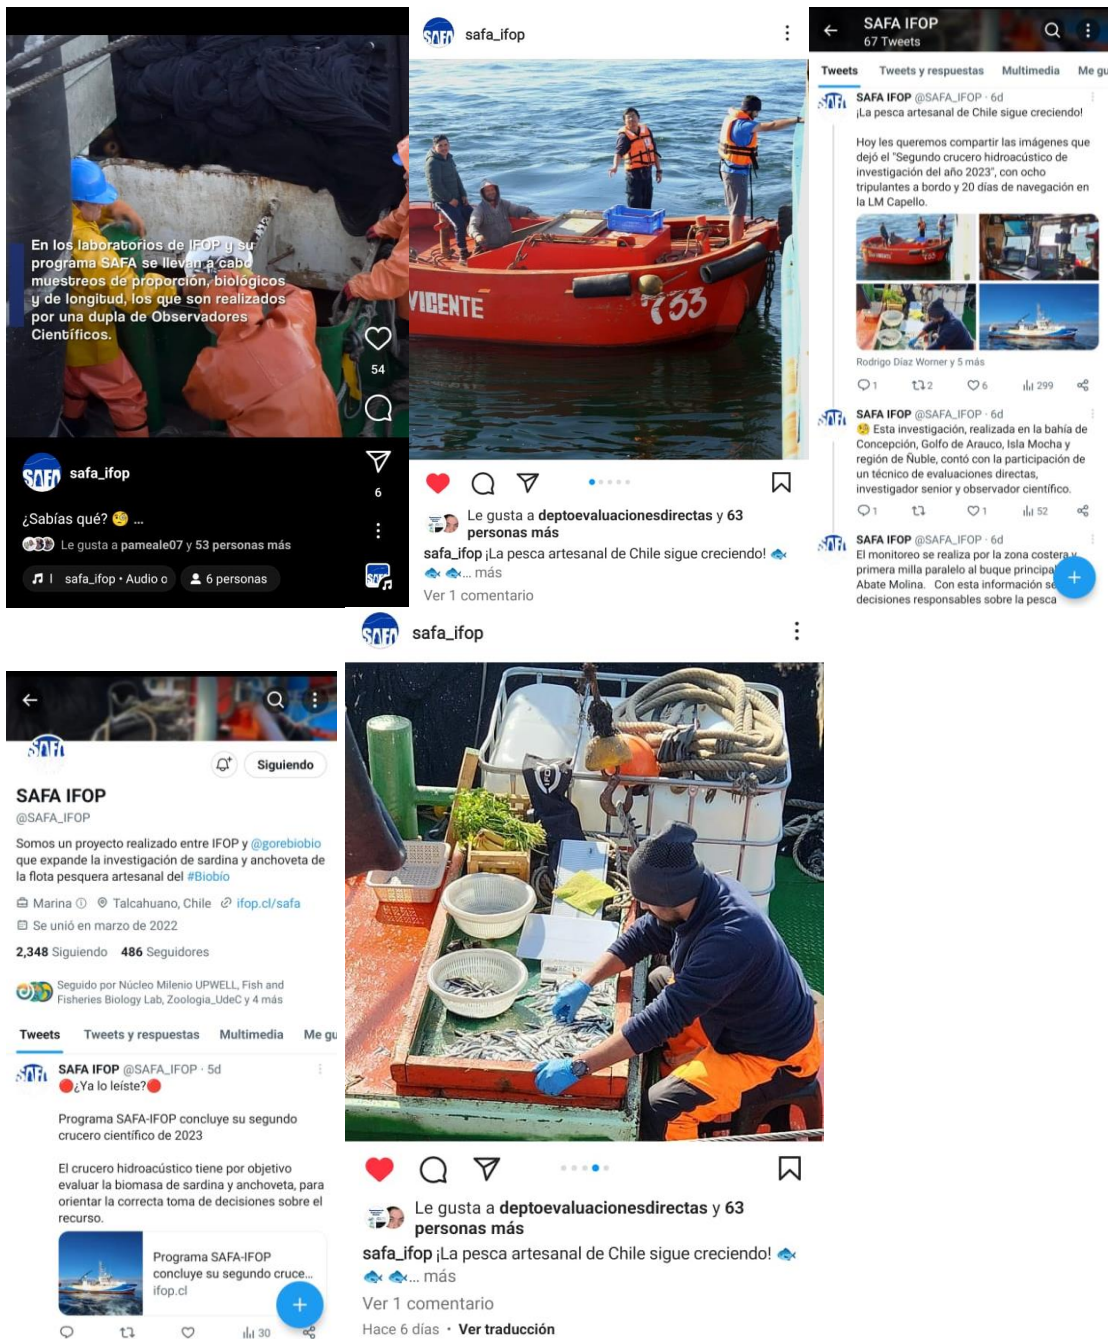 En los laboratorios de IFOP y su
programa SAFA se llevan a cabo
muestreos de proporción, biológicos
y de longitud, los que son realizados
por una dupla de Observadores
Científicos.
54
SAFA
safa_ifop
6
¿Sabías qué? 🧐 ...
Le gusta a pameale07 y 53 personas más
safa_ifop • Audio o
6 personas
SAFA
safa_ifop
VICENTE
733
Le gusta a deptoevaluacionesdirectas y 63
personas más
safa_ifop ¡La pesca artesanal de Chile sigue creciendo! 🐟
🐟 🐟... más
Ver 1 comentario
SAFA IFOP
67 Tweets
Tweets Tweets y respuestas Multimedia Me gu
SAFA IFOP @SAFA_IFOP · 6d
¡La pesca artesanal de Chile sigue creciendo!
Hoy les queremos compartir las imágenes que
dejó el "Segundo crucero hidroacústico de
investigación del año 2023", con ocho
tripulantes a bordo y 20 días de navegación en
la LM Capello.
Rodrigo Díaz Worner y 5 más
1 2 6 299
SAFA IFOP @SAFA_IFOP · 6d
🧐 Esta investigación, realizada en la bahía de
Concepción, Golfo de Arauco, Isla Mocha y
región de Ñuble, contó con la participación de
un técnico de evaluaciones directas,
investigador senior y observador científico.
1 1 52
SAFA IFOP @SAFA_IFOP · 6d
El monitoreo se realiza por la zona costera y
primera milla paralelo al buque principal
Abate Molina. Con esta información se
decisiones responsables sobre la pesca
SAFA
Siguiendo
SAFA IFOP
@SAFA_IFOP
Somos un proyecto realizado entre IFOP y @gorebiobio
que expande la investigación de sardina y anchoveta de
la flota pesquera artesanal del #Biobío
Marina Talcahuano, Chile ifop.cl/safa
Se unió en marzo de 2022
2,348 Siguiendo 486 Seguidores
Seguido por Núcleo Milenio UPWELL, Fish and
Fisheries Biology Lab, Zoologia_UdeC y 4 más
Tweets Tweets y respuestas Multimedia Me gu
SAFA IFOP @SAFA_IFOP · 5d
🔴¿Ya lo leíste?🔴
Programa SAFA-IFOP concluye su segundo
crucero científico de 2023
El crucero hidroacústico tiene por objetivo
evaluar la biomasa de sardina y anchoveta, para
orientar la correcta toma de decisiones sobre el
recurso.
Programa SAFA-IFOP
concluye su segundo cruce...
ifop.cl
30
SAFA
safa_ifop
Le gusta a deptoevaluacionesdirectas y 63
personas más
safa_ifop ¡La pesca artesanal de Chile sigue creciendo! 🐟
🐟 🐟... más
Ver 1 comentario
Hace 6 días • Ver traducción